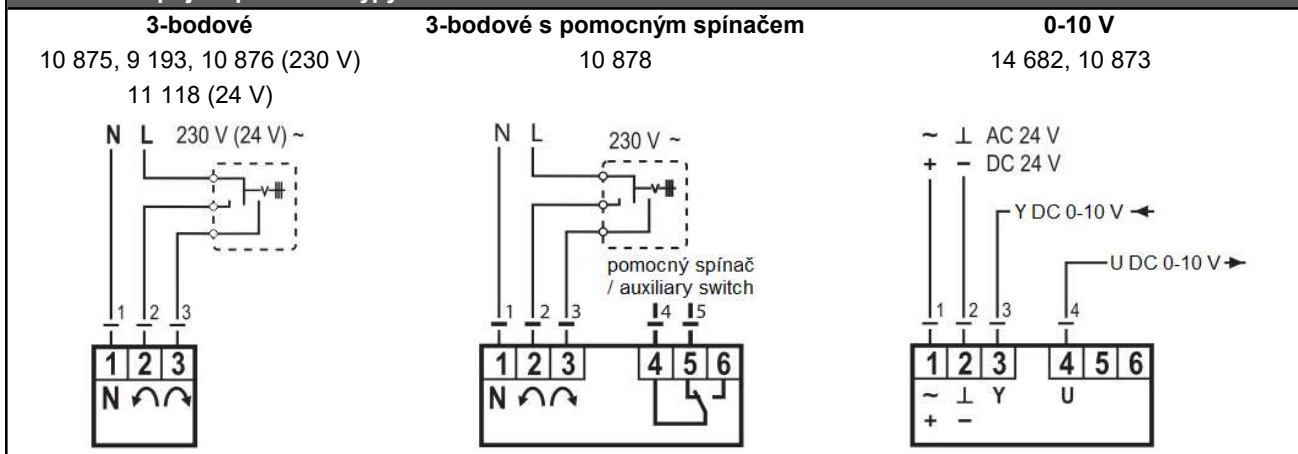 3-bodové
10 875, 9 193, 10 876 (230 V)
11 118 (24 V)
N L 230 V (24 V) ~
1 2 3
1 2 3
N
3-bodové s pomocným spínačem
10 878
N L 230 V ~
pomocný spínač
/ auxiliary switch
1 2 3 4 5
1 2 3 4 5 6
N
0-10 V
14 682, 10 873
~ ⊥ AC 24 V
+ − DC 24 V
Y DC 0-10 V
U DC 0-10 V
1 2 3 4
1 2 3 4 5 6
~ ⊥ Y U
+ −